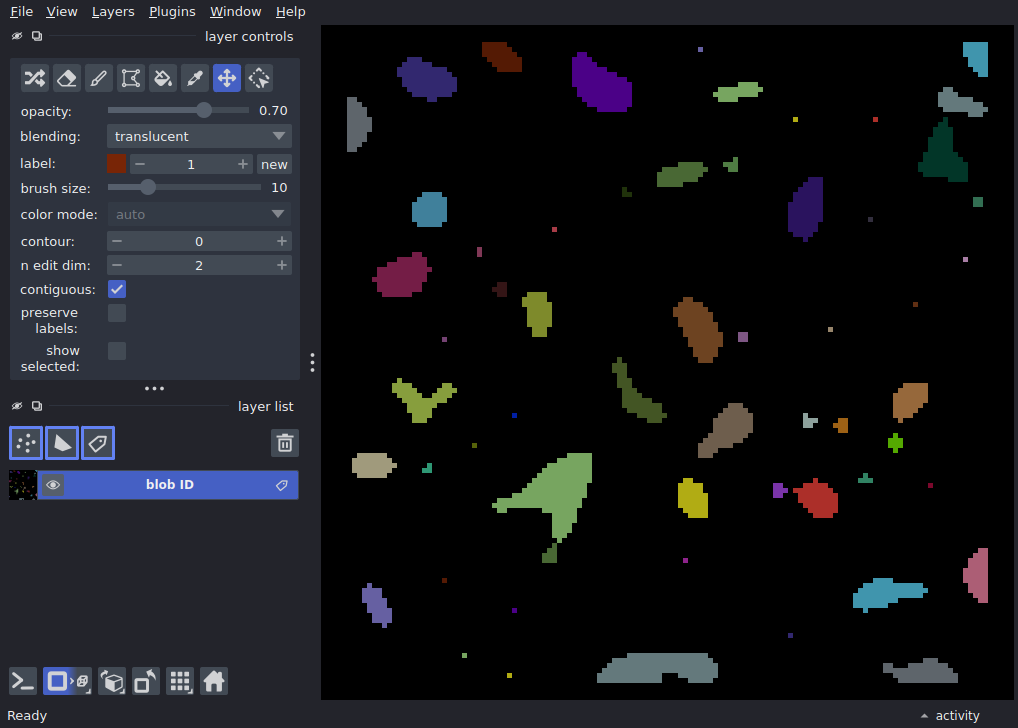 File View Layers Plugins Window Help
layer controls
opacity: 0.70
blending: translucent
label: 1 new
brush size: 10
color mode: auto
contour: 0
n edit dim: 2
contiguous:
preserve
labels:
show
selected:
layer list
blob ID
Ready activity